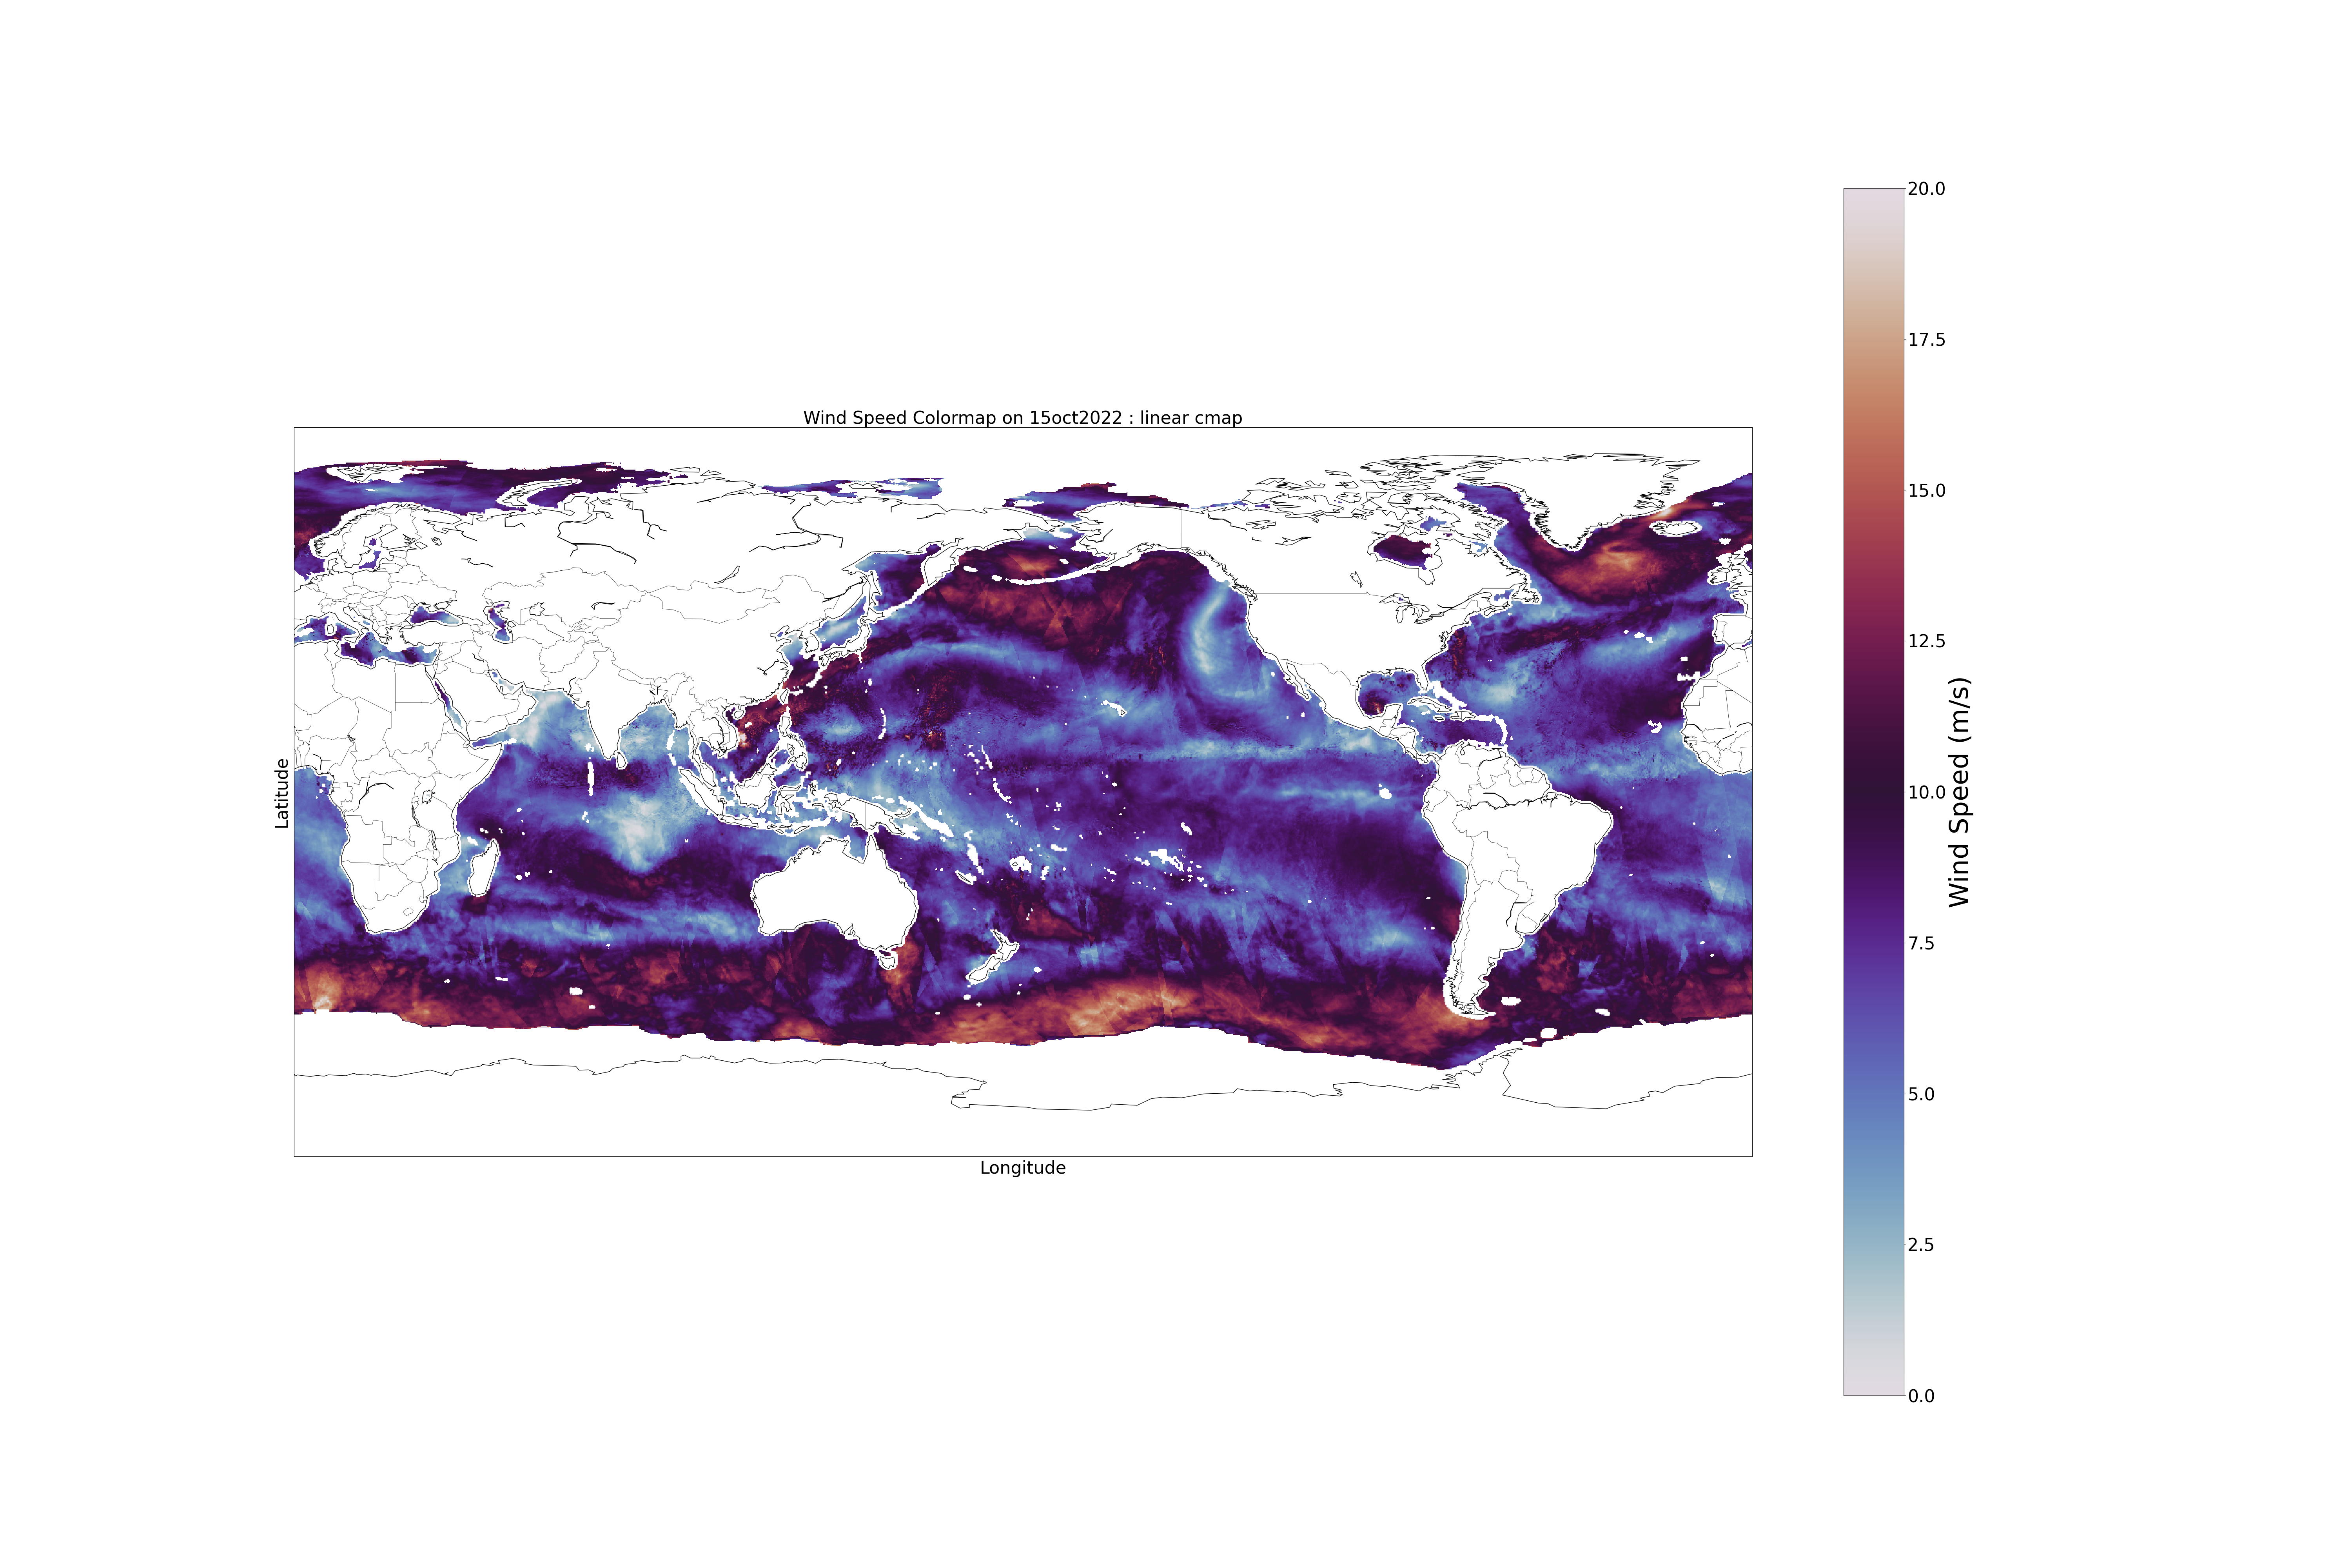 Wind Speed Colormap on 15oct2022 : linear cmap
Latitude
Longitude
20.0
17.5
15.0
12.5
10.0
7.5
5.0
2.5
0.0
Wind Speed (m/s)